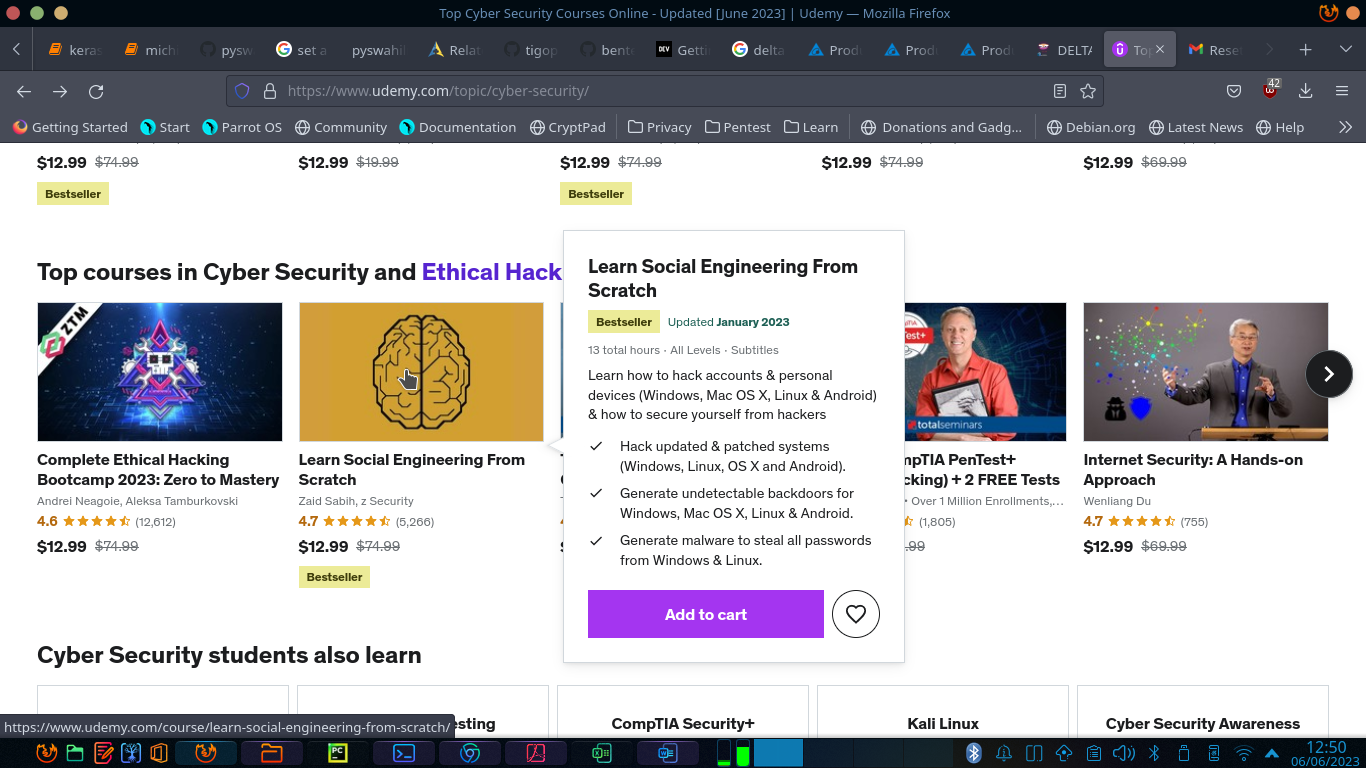 Top Cyber Security Courses Online - Updated [June 2023] | Udemy — Mozilla Firefox
keras
mich
pysw
set a
pyswahil
Relat
tigop
bente
DEV
Getti
delta
Prod
Prod
Prod
DELTA
Top
Rese
https://www.udemy.com/topic/cyber-security/
42
Getting Started
Start
Parrot OS
Community
Documentation
CryptPad
Privacy
Pentest
Learn
Donations and Gadg...
Debian.org
Latest News
Help
$12.99 $74.99
$12.99 $19.99
$12.99 $74.99
$12.99 $74.99
$12.99 $69.99
Bestseller
Bestseller
Top courses in Cyber Security and Ethical Hack
ZTM
Complete Ethical Hacking
Bootcamp 2023: Zero to Mastery
Andrei Neagoie, Aleksa Tamburkovski
4.6 (12,612)
$12.99 $74.99
Learn Social Engineering From
Scratch
Zaid Sabih, z Security
4.7 (5,266)
$12.99 $74.99
Bestseller
Learn Social Engineering From
Scratch
Bestseller Updated January 2023
13 total hours · All Levels · Subtitles
Learn how to hack accounts & personal
devices (Windows, Mac OS X, Linux & Android)
& how to secure yourself from hackers
Hack updated & patched systems
(Windows, Linux, OS X and Android).
Generate undetectable backdoors for
Windows, Mac OS X, Linux & Android.
Generate malware to steal all passwords
from Windows & Linux.
Add to cart
totalseminars
mpTIA PenTest+
cking) + 2 FREE Tests
• Over 1 Million Enrollments,...
(1,805)
.99
Internet Security: A Hands-on
Approach
Wenliang Du
4.7 (755)
$12.99 $69.99
Cyber Security students also learn
esting
CompTIA Security+
Kali Linux
Cyber Security Awareness
https://www.udemy.com/course/learn-social-engineering-from-scratch/
PC
12:50
06/06/2023